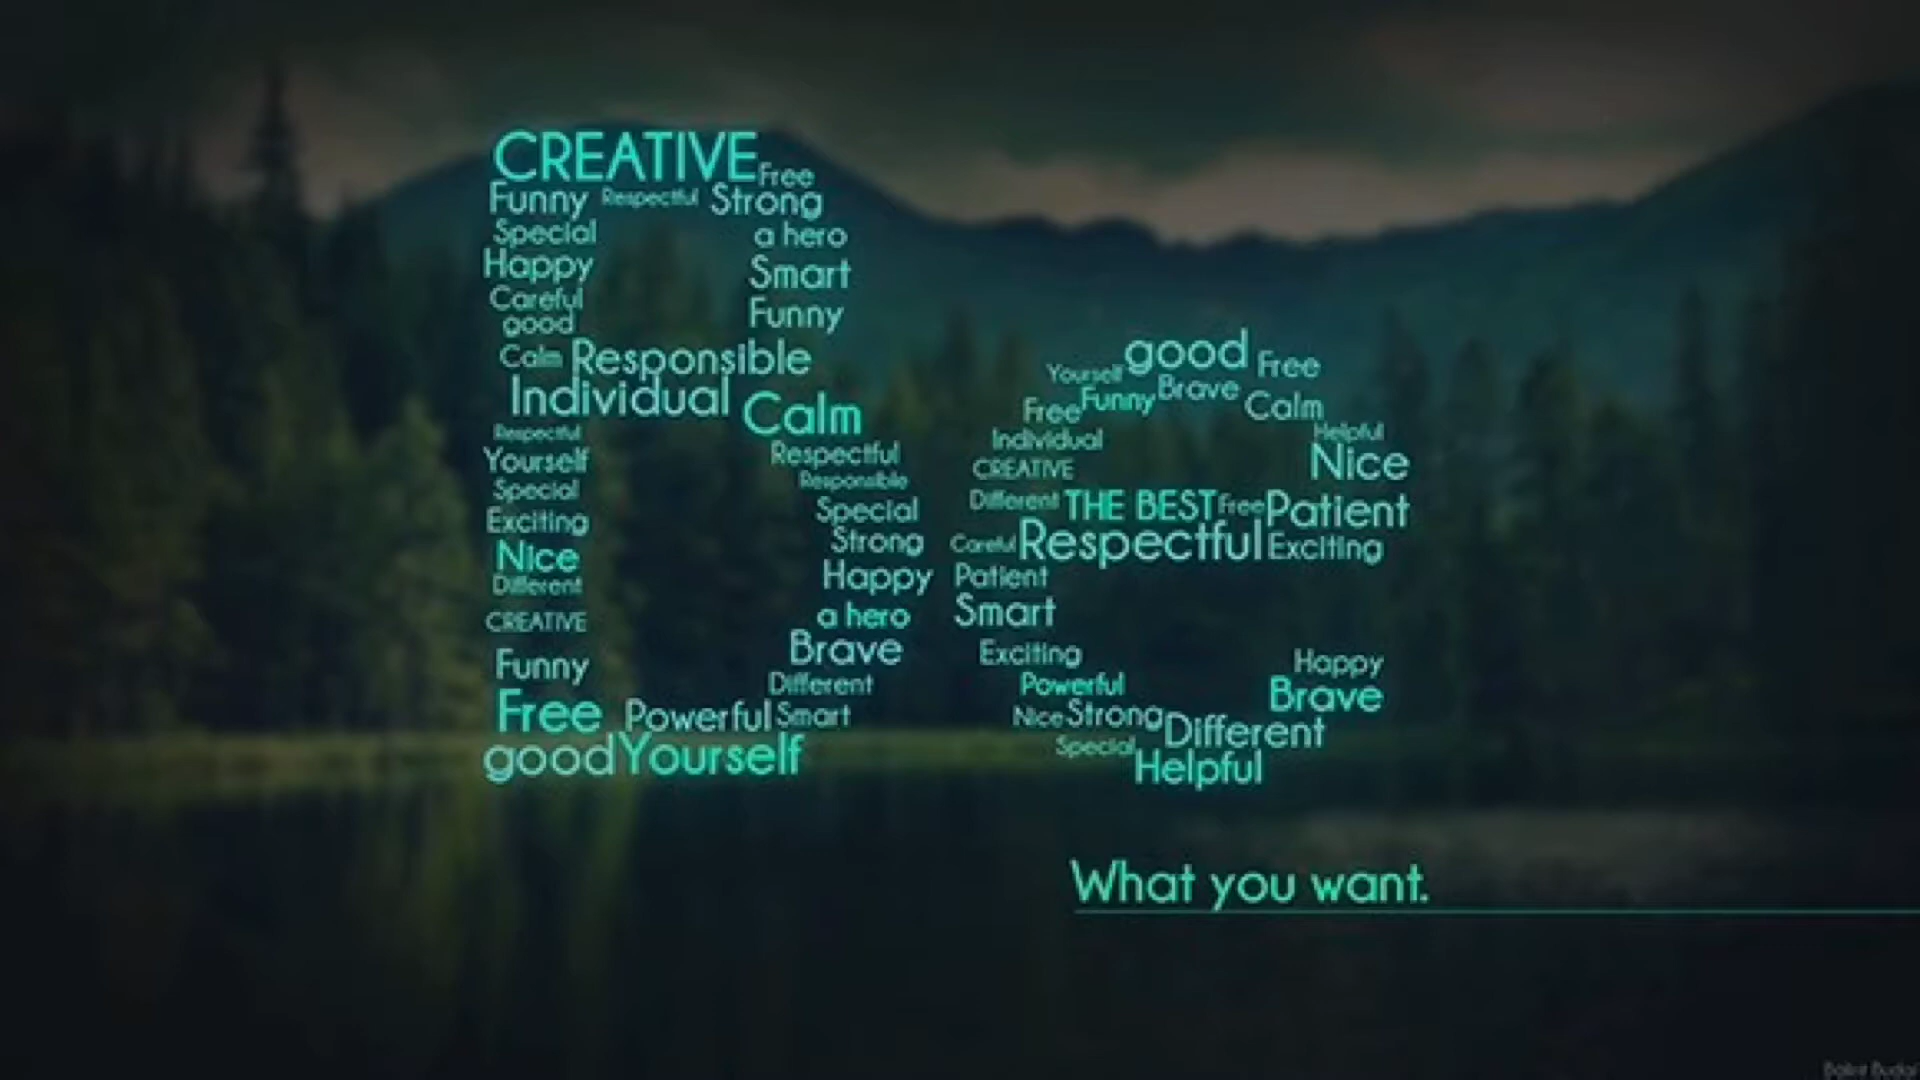 CREATIVE Free
Funny Respectful Strong
Special a hero
Happy Smart
Careful
good Funny
Calm Responsible
Individual Calm
Respectful
Yourself Respectful
Special Responsible
Exciting Special
Nice Strong
Different Happy
CREATIVE a hero
Funny Brave
Different
Free Powerful Smart
good Yourself
good Free
Yourself Brave
Free Funny Calm
Individual Helpful
CREATIVE Nice
Different THE BEST Free Patient
Careful Respectful Exciting
Patient
Smart
Exciting Happy
Powerful Brave
Nice Strong Different
Special Helpful
What you want.